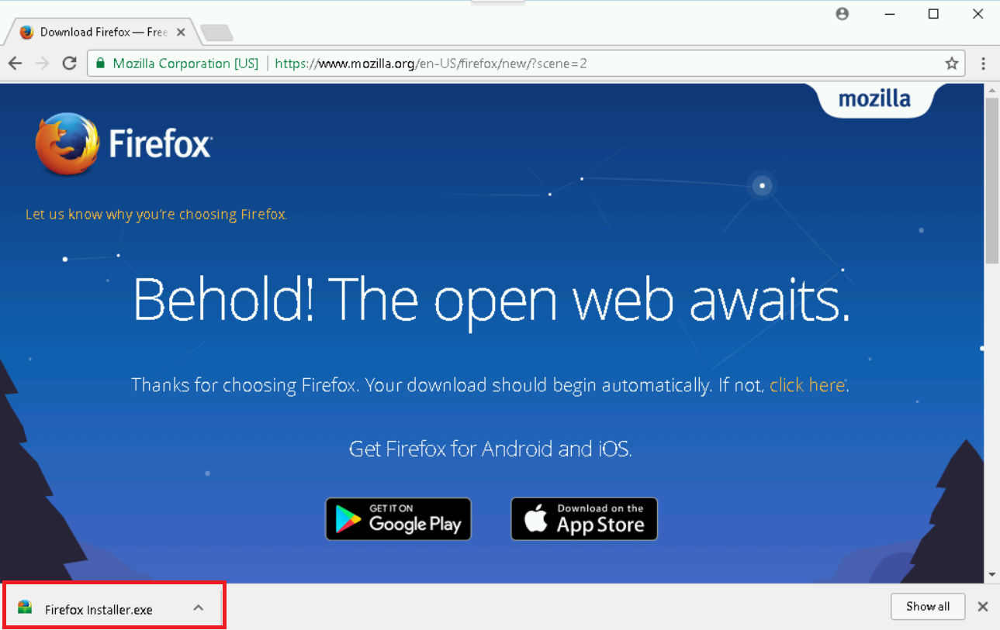 Download Firefox — Free
Mozilla Corporation [US] https://www.mozilla.org/en-US/firefox/new/?scene=2
mozilla
Firefox
Let us know why you're choosing Firefox.
Behold! The open web awaits.
Thanks for choosing Firefox. Your download should begin automatically. If not, click here.
Get Firefox for Android and iOS.
GET IT ON
Google Play
Download on the
App Store
Firefox Installer.exe
Show all